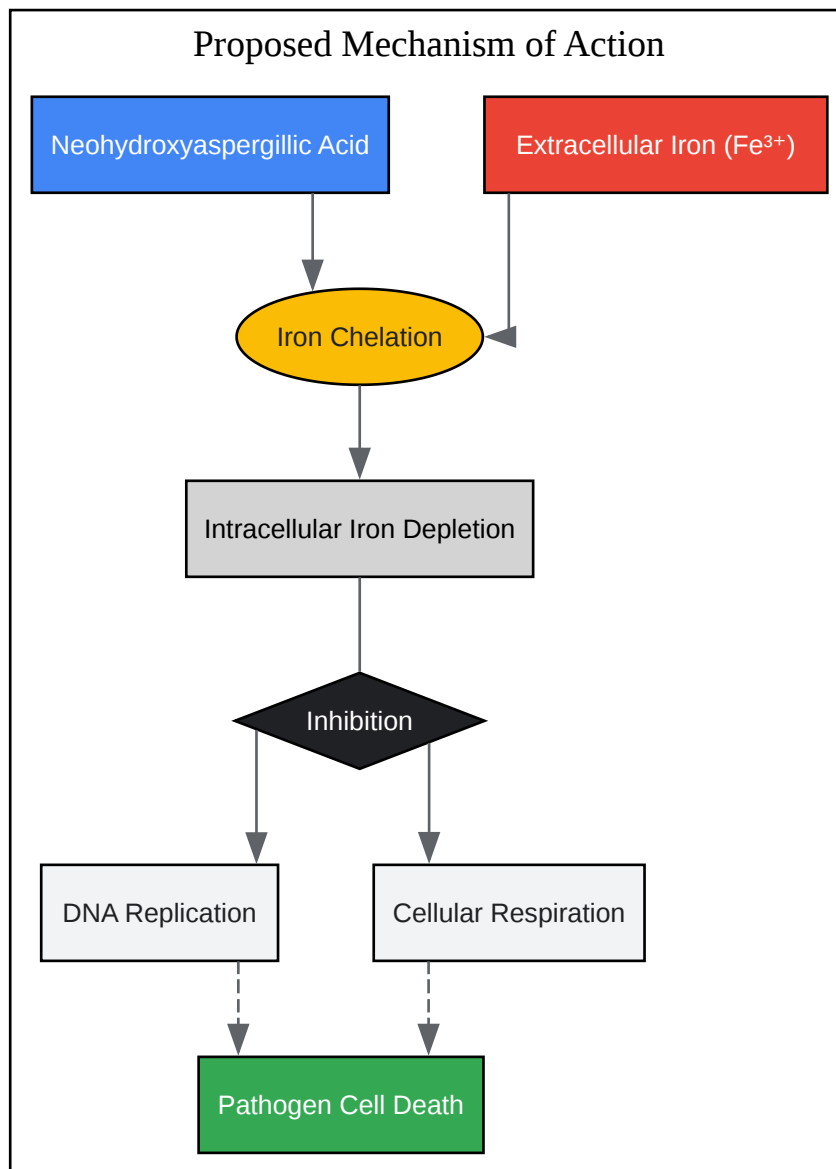 Proposed Mechanism of Action
Neohydroxyaspergillic Acid
Extracellular Iron (Fe³⁺)
Iron Chelation
Intracellular Iron Depletion
Inhibition
DNA Replication
Cellular Respiration
Pathogen Cell Death